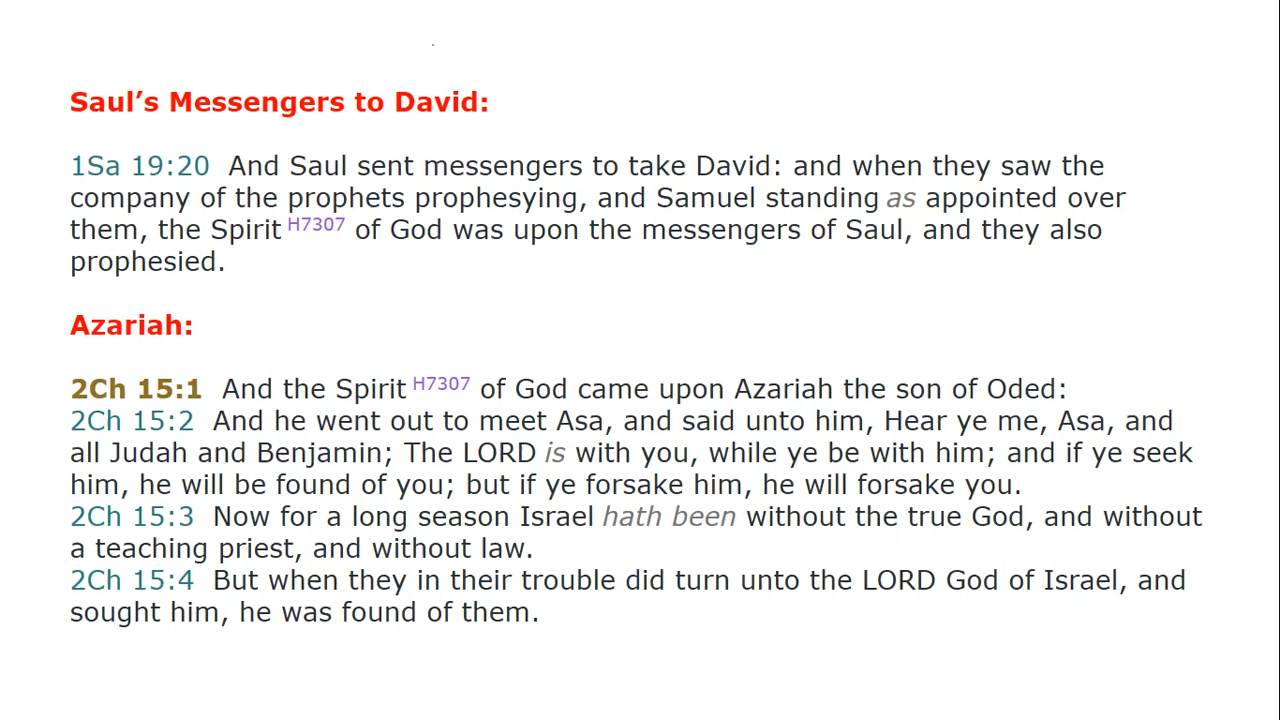 Saul’s Messengers to David:
1Sa 19:20 And Saul sent messengers to take David: and when they saw the
company of the prophets prophesying, and Samuel standing as appointed over
them, the Spirit H7307 of God was upon the messengers of Saul, and they also
prophesied.
Azariah:
2Ch 15:1 And the Spirit H7307 of God came upon Azariah the son of Oded:
2Ch 15:2 And he went out to meet Asa, and said unto him, Hear ye me, Asa, and
all Judah and Benjamin; The LORD is with you, while ye be with him; and if ye seek
him, he will be found of you; but if ye forsake him, he will forsake you.
2Ch 15:3 Now for a long season Israel hath been without the true God, and without
a teaching priest, and without law.
2Ch 15:4 But when they in their trouble did turn unto the LORD God of Israel, and
sought him, he was found of them.